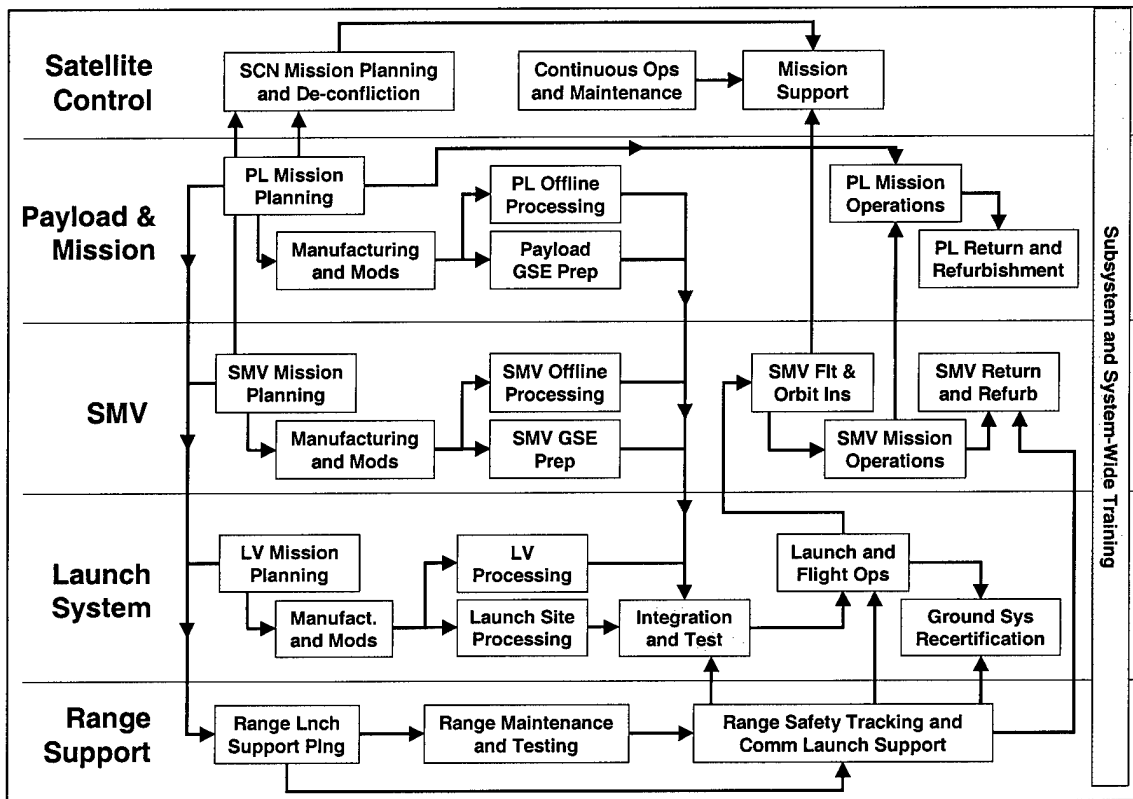 Satellite
Control
SCN Mission Planning
and De-confliction
Continuous Ops
and Maintenance
Mission
Support
Payload &
Mission
PL Mission
Planning
Manufacturing
and Mods
PL Offline
Processing
Payload
GSE Prep
PL Mission
Operations
PL Return and
Refurbishment
SMV
SMV Mission
Planning
Manufacturing
and Mods
SMV Offline
Processing
SMV GSE
Prep
SMV Flt &
Orbit Ins
SMV Mission
Operations
SMV Return
and Refurb
Launch
System
LV Mission
Planning
Manufact.
and Mods
LV
Processing
Launch Site
Processing
Integration
and Test
Launch and
Flight Ops
Ground Sys
Recertification
Range
Support
Range Lnch
Support Plng
Range Maintenance
and Testing
Range Safety Tracking and
Comm Launch Support
Subsystem and System-Wide Training